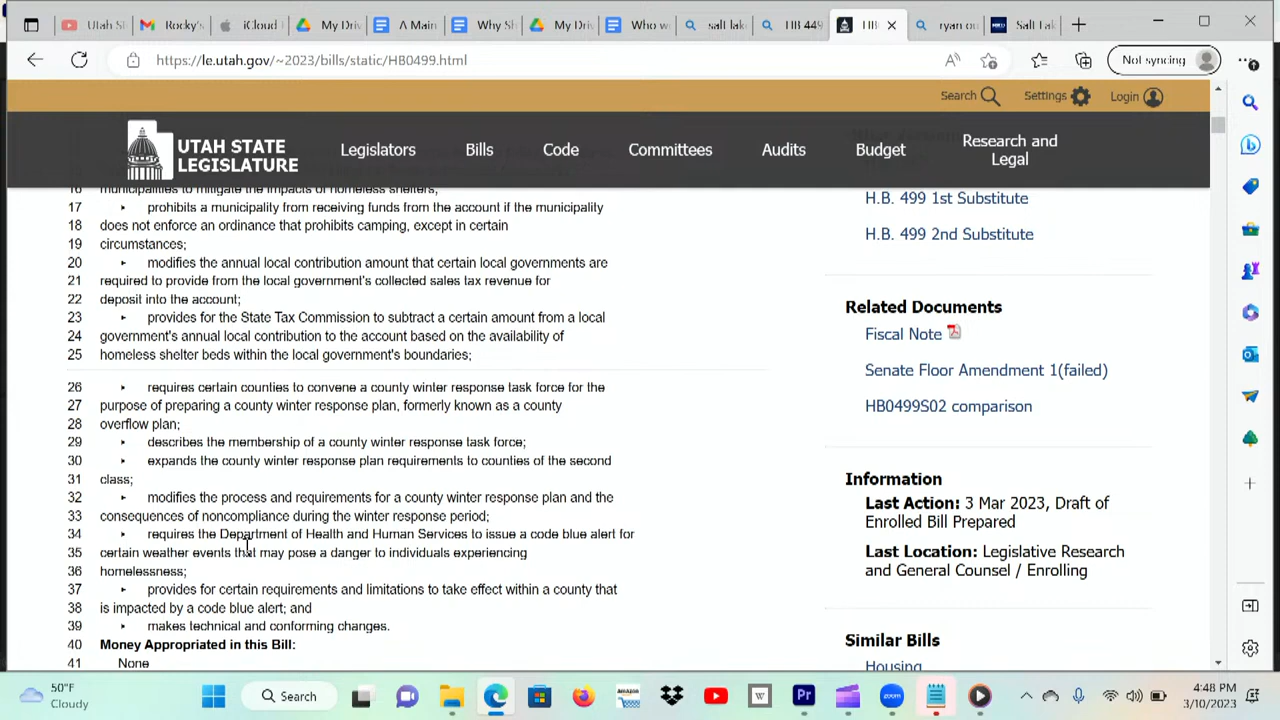 Utah St
Rocky's
iCloud
My Driv
A Main
Why Sh
My Driv
Who w
salt lak
HB 449
HB
ryan ou
Salt Lak
https://le.utah.gov/~2023/bills/static/HB0499.html
Not syncing
Search
Settings
Login
UTAH STATE
LEGISLATURE
Legislators
Bills
Code
Committees
Audits
Budget
Research and
Legal
16 municipalities to mitigate the impacts of homeless shelters;
17 ▸ prohibits a municipality from receiving funds from the account if the municipality
18 does not enforce an ordinance that prohibits camping, except in certain
19 circumstances;
20 ▸ modifies the annual local contribution amount that certain local governments are
21 required to provide from the local government's collected sales tax revenue for
22 deposit into the account;
23 ▸ provides for the State Tax Commission to subtract a certain amount from a local
24 government's annual local contribution to the account based on the availability of
25 homeless shelter beds within the local government's boundaries;
26 ▸ requires certain counties to convene a county winter response task force for the
27 purpose of preparing a county winter response plan, formerly known as a county
28 overflow plan;
29 ▸ describes the membership of a county winter response task force;
30 ▸ expands the county winter response plan requirements to counties of the second
31 class;
32 ▸ modifies the process and requirements for a county winter response plan and the
33 consequences of noncompliance during the winter response period;
34 ▸ requires the Department of Health and Human Services to issue a code blue alert for
35 certain weather events that may pose a danger to individuals experiencing
36 homelessness;
37 ▸ provides for certain requirements and limitations to take effect within a county that
38 is impacted by a code blue alert; and
39 ▸ makes technical and conforming changes.
40 Money Appropriated in this Bill:
41 None
H.B. 499 1st Substitute
H.B. 499 2nd Substitute
Related Documents
Fiscal Note
Senate Floor Amendment 1(failed)
HB0499S02 comparison
Information
Last Action: 3 Mar 2023, Draft of
Enrolled Bill Prepared
Last Location: Legislative Research
and General Counsel / Enrolling
Similar Bills
Housing
50°F
Cloudy
Search
amazon
W
Pr
zoom
4:48 PM
3/10/2023